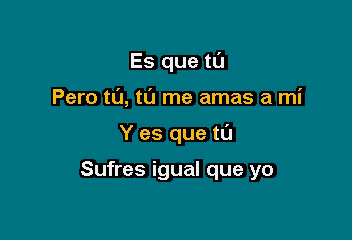 Es que tú
Pero tú, tú me amas a mí
Y es que tú
Sufres igual que yo